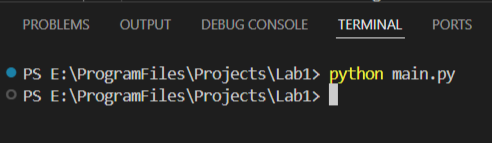 PROBLEMS OUTPUT DEBUG CONSOLE TERMINAL PORTS
PS E:\ProgramFiles\Projects\Lab1> python main.py
PS E:\ProgramFiles\Projects\Lab1>